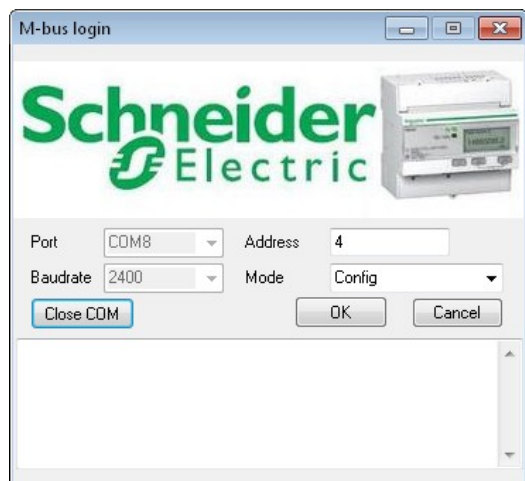 M-bus login
Schneider
Electric
Port COM8 Address 4
Baudrate 2400 Mode Config
Close COM OK Cancel